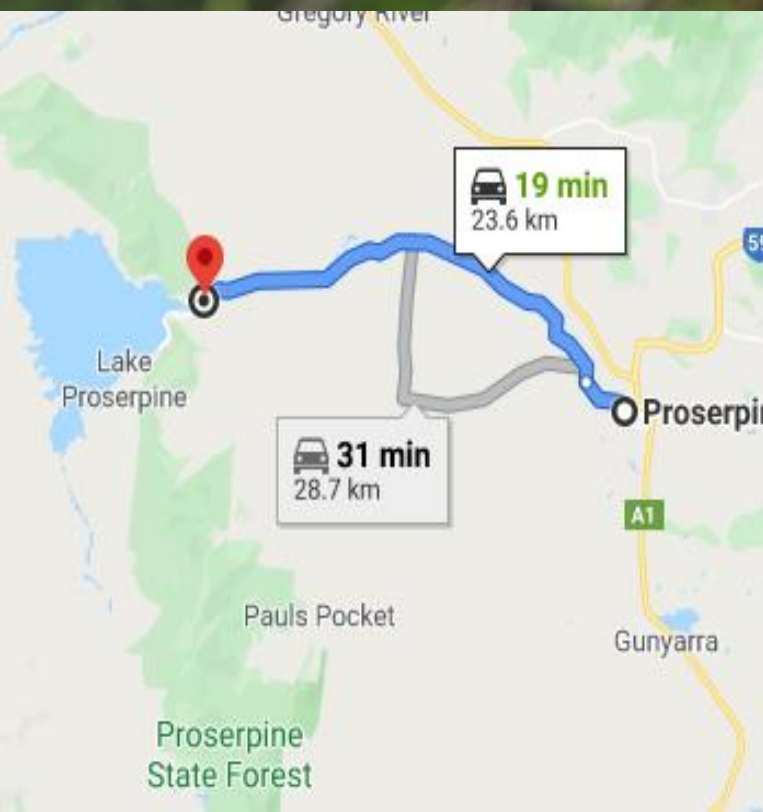 Gregory River
19 min
23.6 km
59
Lake
Proserpine
Proserpi
31 min
28.7 km
A1
Pauls Pocket
Gunyarra
Proserpine
State Forest